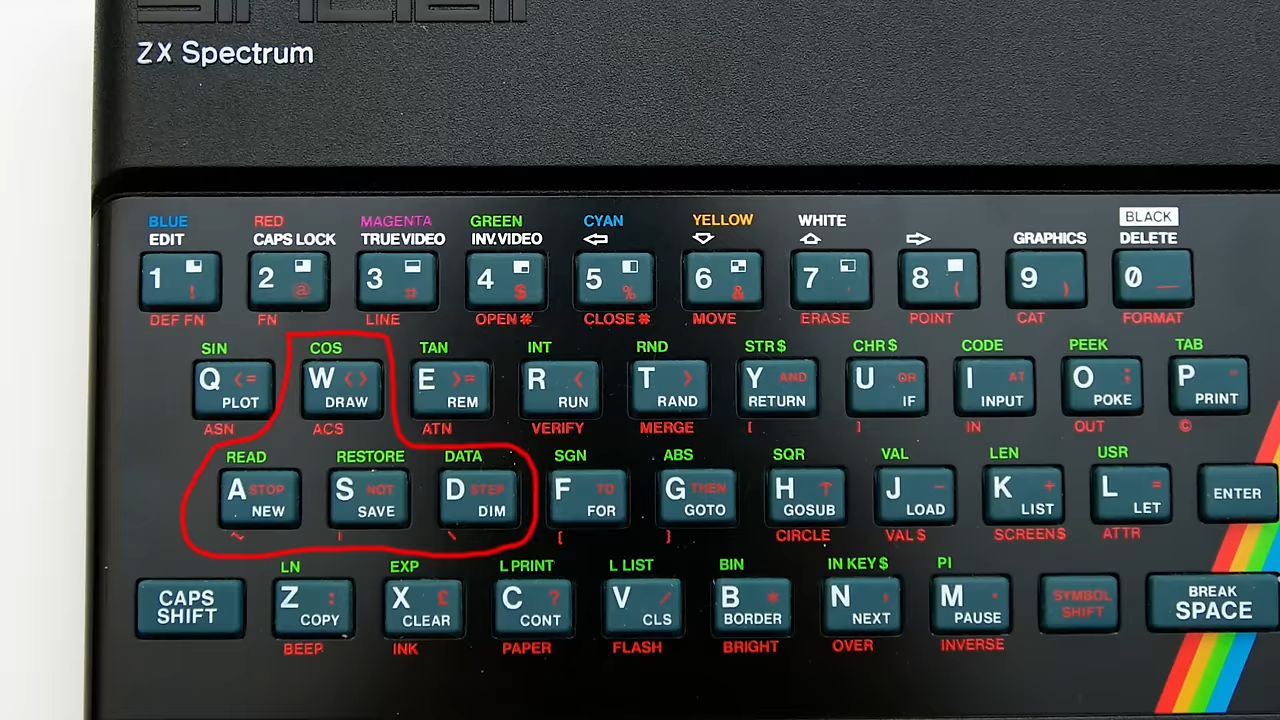 sinclair
ZX Spectrum
BLUE RED MAGENTA GREEN CYAN YELLOW WHITE BLACK
EDIT CAPS LOCK TRUE VIDEO INV.VIDEO ⇦ ⇩ ⇧ ⇨ GRAPHICS DELETE
1 ! 2 @ 3 # 4 $ 5 % 6 & 7 ' 8 ( 9 ) 0 _
DEF FN FN LINE OPEN # CLOSE # MOVE ERASE POINT CAT FORMAT
SIN COS TAN INT RND STR $ CHR $ CODE PEEK TAB
Q <= W <> E >= R < T > Y AND U OR I AT O ; P "
PLOT DRAW REM RUN RAND RETURN IF INPUT POKE PRINT
ASN ACS ATN VERIFY MERGE [ ] IN OUT ©
READ RESTORE DATA SGN ABS SQR VAL LEN USR
A STOP S NOT D STEP F TO G THEN H ↑ J − K + L = ENTER
NEW SAVE DIM FOR GOTO GOSUB LOAD LIST LET
~ | \ { } CIRCLE VAL $ SCREEN $ ATTR
LN EXP L PRINT L LIST BIN IN KEY $ PI
CAPS SHIFT Z : X £ C ? V / B * N , M . SYMBOL SHIFT BREAK SPACE
COPY CLEAR CONT CLS BORDER NEXT PAUSE
BEEP INK PAPER FLASH BRIGHT OVER INVERSE